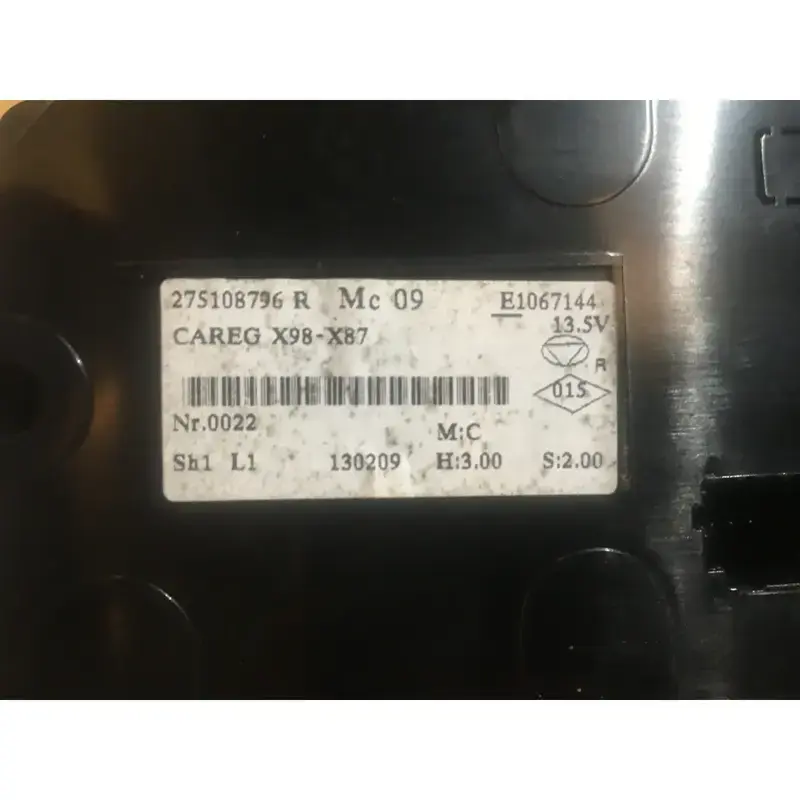 275108796 R Mc 09 E1067144
CAREG X98-X87 13.5V
R
015
Nr.0022 M:C
Sh1 L1 130209 H:3.00 S:2.00